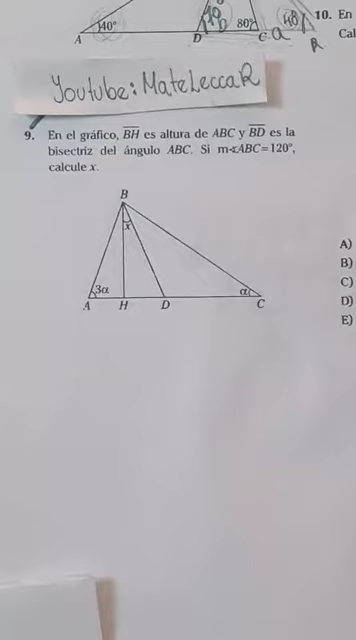 40°
80°
10. En
A
D
C
a
R
Cal
Youtube: MateLeccaR
9. En el gráfico, BH es altura de ABC y BD es la
bisectriz del ángulo ABC. Si m∢ABC=120°,
calcule x.
B
x
A)
B)
C)
D)
E)
3α
α
A
H
D
C